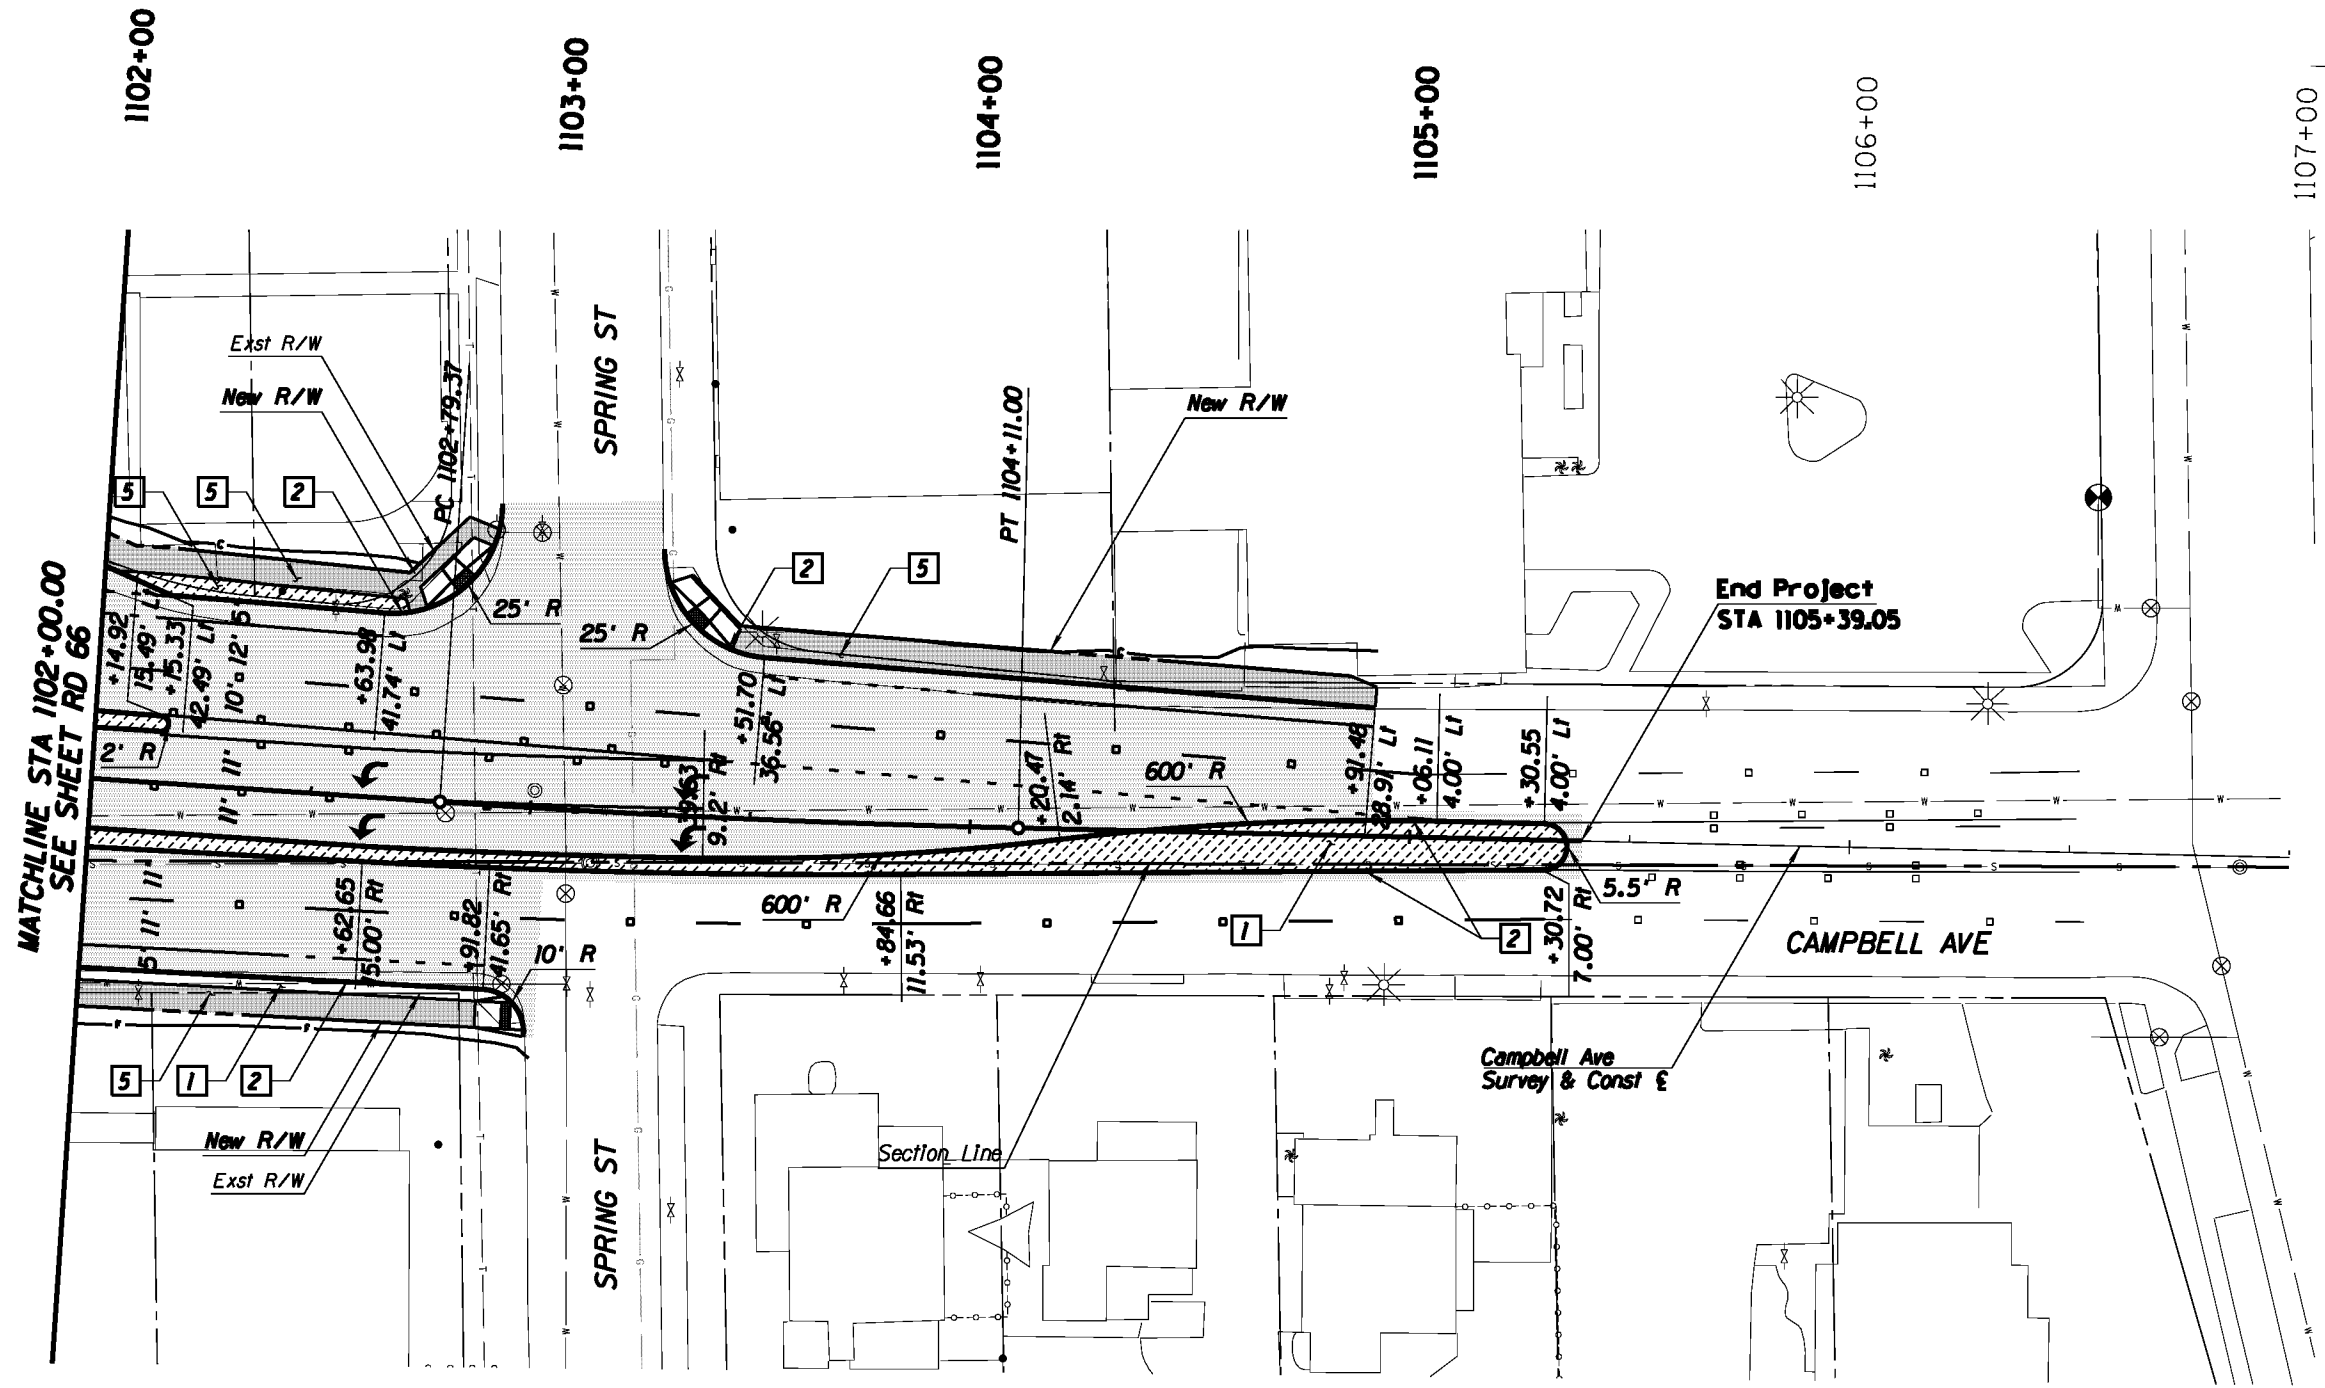 1102+00
1103+00
1104+00
1105+00
1106+00
1107+00
MATCHLINE STA 1102+00.00
SEE SHEET RD 66
Exst R/W
New R/W
PC 1102+79.37
5
5
2
SPRING ST
25' R
25' R
2
5
PT 1104+11.00
New R/W
End Project
STA 1105+39.05
+14.92
15.49' Lt
+15.33
42.49' Lt
10'
12'
5'
+63.98
41.74' Lt
2' R
11'
11'
9.12' Rt
+51.70
36.56' Lt
+20.47
2.14' Rt
600' R
+91.48
28.91' Lt
+06.11
4.00' Lt
+30.55
4.00' Lt
11'
11'
5'
+62.65
+91.82
41.65' Rt
10' R
600' R
+84.66
11.53' Rt
1
2
+30.72
7.00' Rt
5.5' R
CAMPBELL AVE
5
1
2
New R/W
Exst R/W
SPRING ST
Section Line
Campbell Ave
Survey & Const ℄